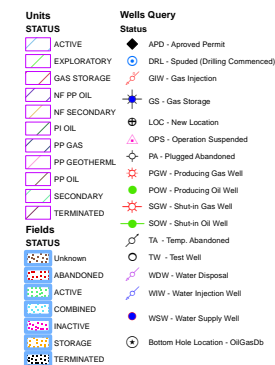 Units
STATUS
ACTIVE
EXPLORATORY
GAS STORAGE
NF PP OIL
NF SECONDARY
PI OIL
PP GAS
PP GEOTHERML
PP OIL
SECONDARY
TERMINATED
Fields
STATUS
Unknown
ABANDONED
ACTIVE
COMBINED
INACTIVE
STORAGE
TERMINATED
Wells Query
Status
APD - Aproved Permit
DRL - Spuded (Drilling Commenced)
GIW - Gas Injection
GS - Gas Storage
LOC - New Location
OPS - Operation Suspended
PA - Plugged Abandoned
PGW - Producing Gas Well
POW - Producing Oil Well
SGW - Shut-in Gas Well
SOW - Shut-in Oil Well
TA - Temp. Abandoned
TW - Test Well
WDW - Water Disposal
WIW - Water Injection Well
WSW - Water Supply Well
Bottom Hole Location - OilGasDb